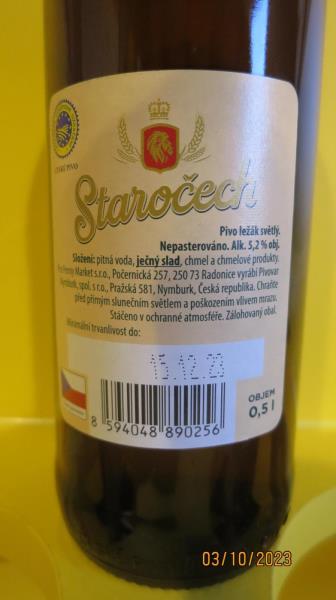 ČESKÉ PIVO
Staročech
Pivo ležák světlý.
Nepasterováno. Alk. 5,2 % obj.
Složení: pitná voda, ječný slad, chmel a chmelové produkty.
Pro Penny Market s.r.o., Počernická 257, 250 73 Radonice vyrábí Pivovar
Nymburk, spol. s r.o., Pražská 581, Nymburk, Česká republika. Chraňte
před přímým slunečním světlem a poškozením vlivem mrazu.
Stáčeno v ochranné atmosféře. Zálohovaný obal.
Minimální trvanlivost do:
15.12.23
OBJEM
0,5 l
8 594048 890256
03/10/2023